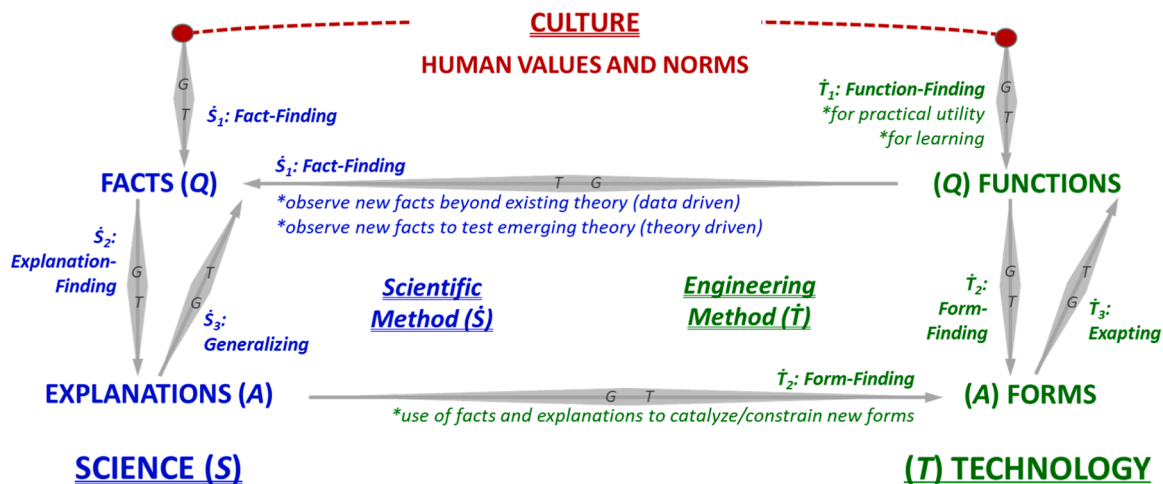 CULTURE
HUMAN VALUES AND NORMS
G
T
Ṡ1: Fact-Finding
G
T
Ṫ1: Function-Finding
*for practical utility
*for learning
FACTS (Q)
Ṡ1: Fact-Finding
T G
(Q) FUNCTIONS
*observe new facts beyond existing theory (data driven)
*observe new facts to test emerging theory (theory driven)
Ṡ2:
Explanation-
Finding
G
T
T
G
Ṡ3:
Generalizing
Scientific
Method (Ṡ)
Engineering
Method (Ṫ)
Ṫ2:
Form-
Finding
G
T
T
G
Ṫ3:
Exapting
EXPLANATIONS (A)
Ṫ2: Form-Finding
G T
(A) FORMS
*use of facts and explanations to catalyze/constrain new forms
SCIENCE (S)
(T) TECHNOLOGY